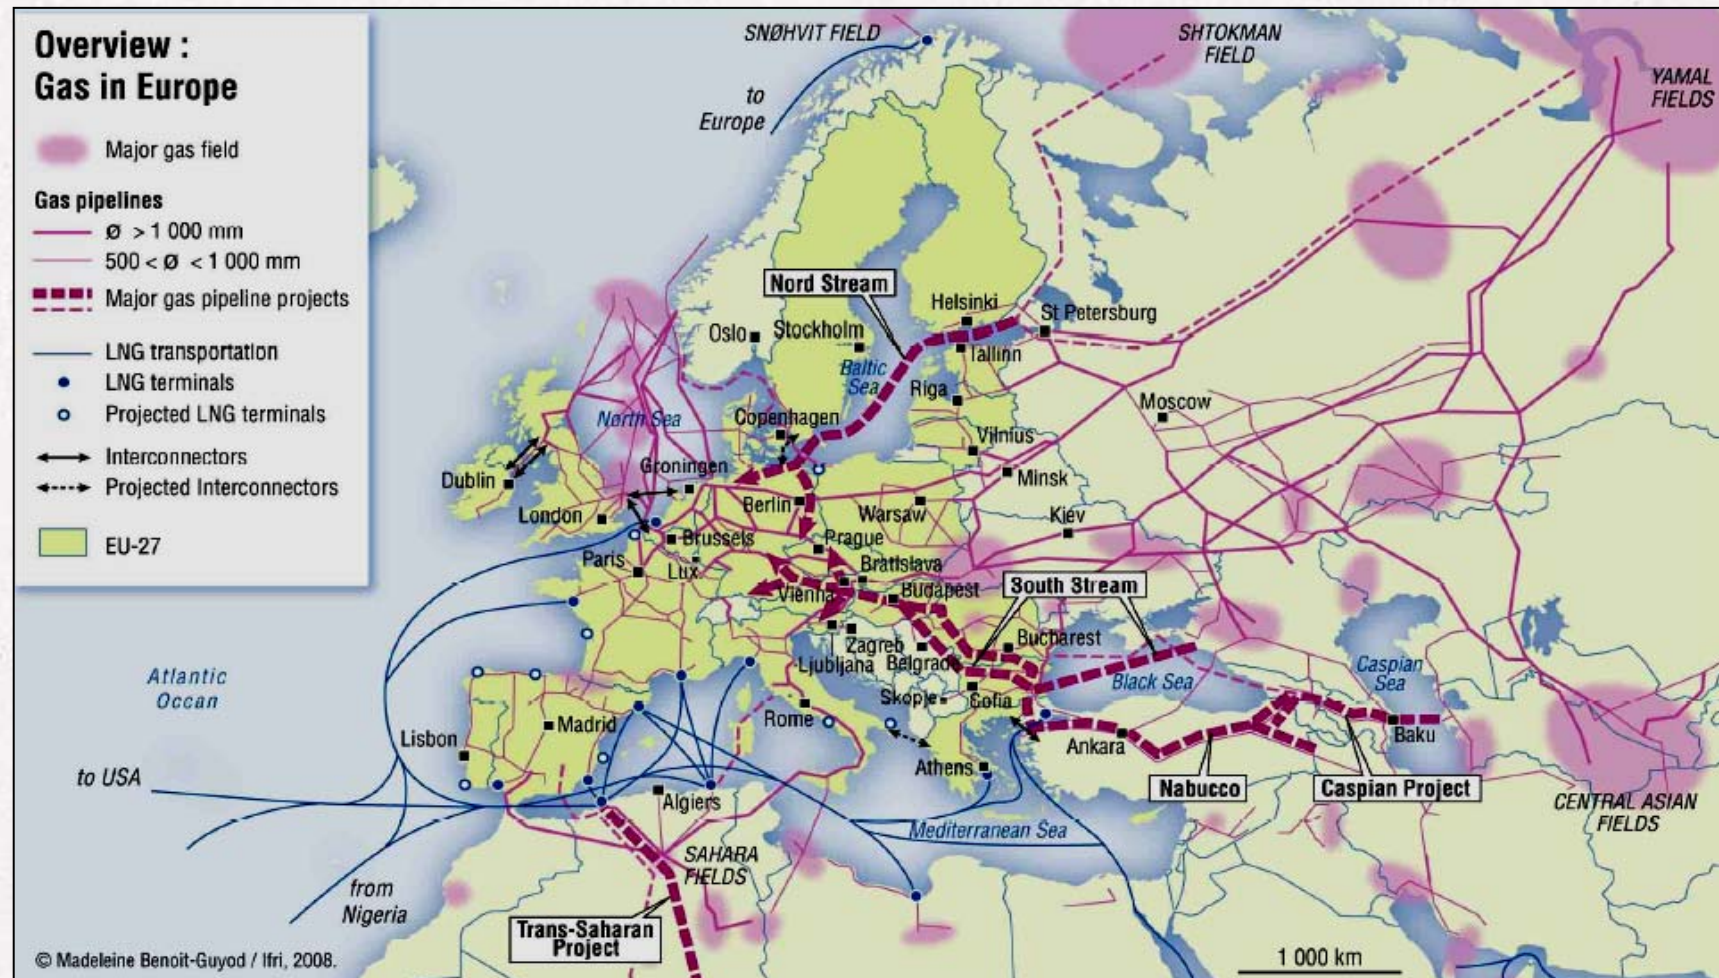 Overview :
Gas in Europe
Major gas field
Gas pipelines
Ø > 1 000 mm
500 < Ø < 1 000 mm
Major gas pipeline projects
LNG transportation
LNG terminals
Projected LNG terminals
Interconnectors
Projected Interconnectors
EU-27
SNØHVIT FIELD
to
Europe
SHTOKMAN
FIELD
YAMAL
FIELDS
Nord Stream
Helsinki
St Petersburg
Oslo
Stockholm
Tallinn
Baltic
Sea
Riga
Moscow
North Sea
Copenhagen
Vilnius
Groningen
Minsk
Dublin
London
Berlin
Warsaw
Kiev
Brussels
Prague
Paris
Lux.
Bratislava
Vienna
Budapest
South Stream
Zagreb
Bucharest
Ljubljana
Belgrade
Caspian
Sea
Black Sea
Atlantic
Occan
Skopje
Sofia
Rome
Madrid
Lisbon
Ankara
Baku
Athens
to USA
Nabucco
Caspian Project
Algiers
CENTRAL ASIAN
FIELDS
Mediterranean Sea
SAHARA
FIELDS
from
Nigeria
Trans-Saharan
Project
© Madeleine Benoit-Guyod / Ifri, 2008.
1 000 km